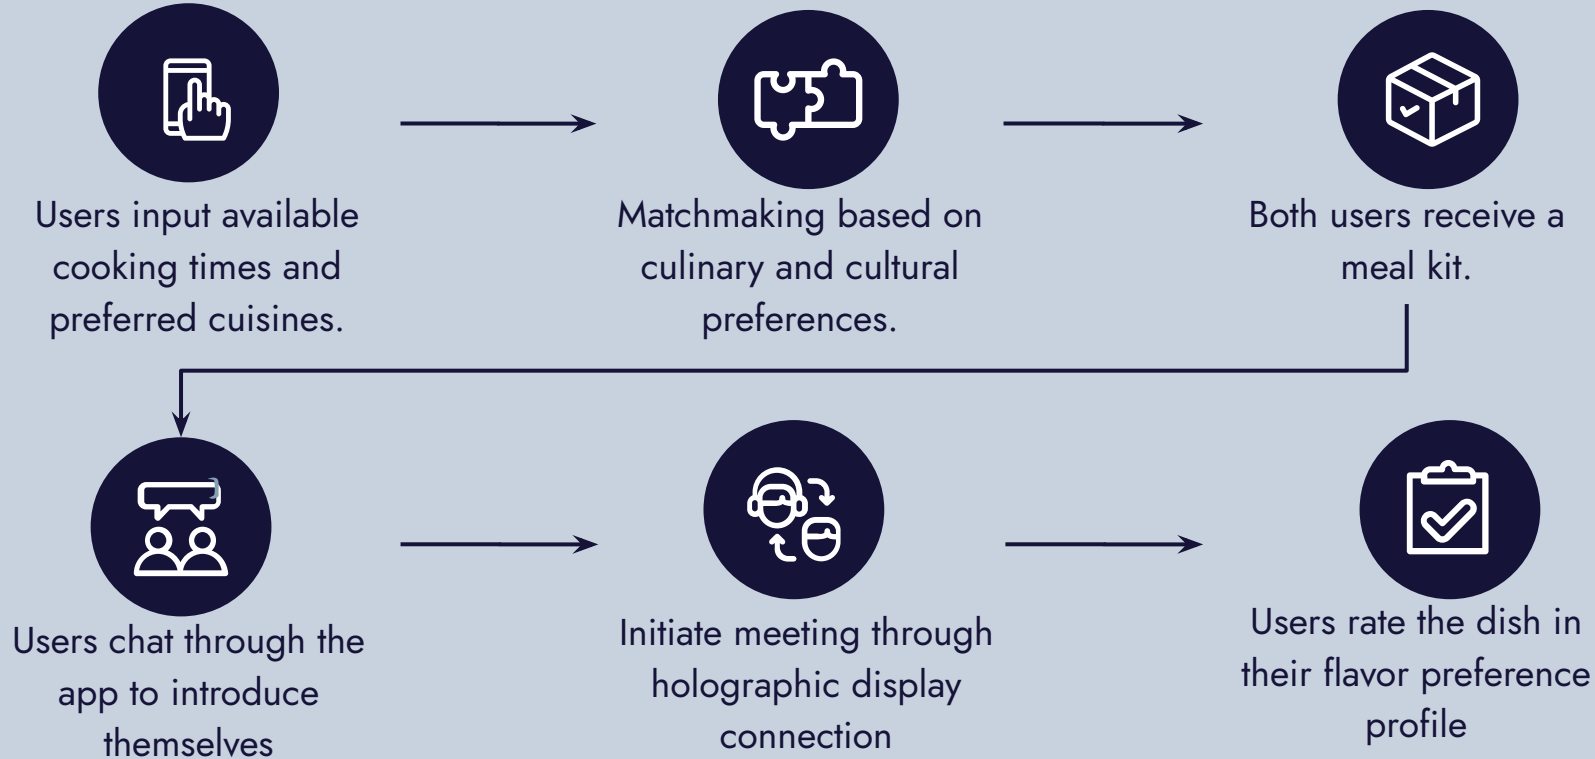 Users input available
cooking times and
preferred cuisines.
Matchmaking based on
culinary and cultural
preferences.
Both users receive a
meal kit.
Users chat through the
app to introduce
themselves
Initiate meeting through
holographic display
connection
Users rate the dish in
their flavor preference
profile